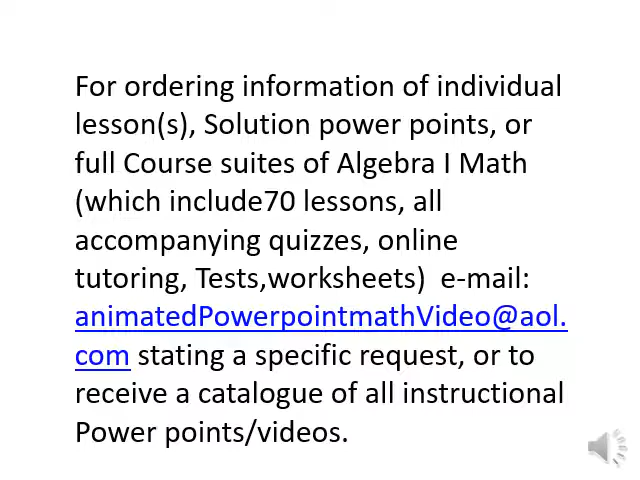 For ordering information of individual
lesson(s), Solution power points, or
full Course suites of Algebra I Math
(which include70 lessons, all
accompanying quizzes, online
tutoring, Tests,worksheets)  e-mail:
animatedPowerpointmathVideo@aol.
com stating a specific request, or to
receive a catalogue of all instructional
Power points/videos.